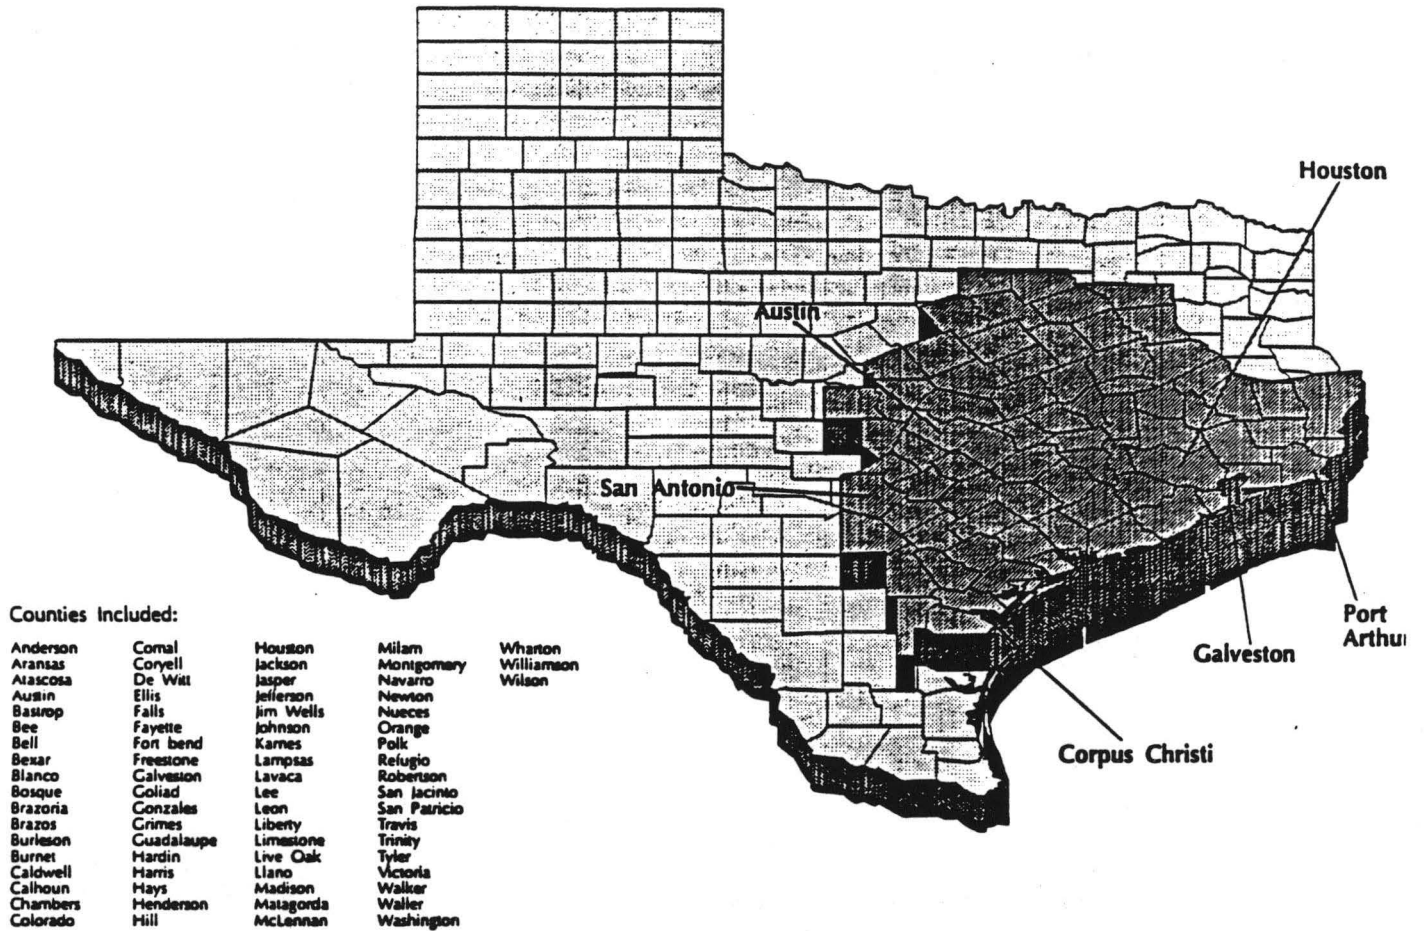 Houston
Austin
San Antonio
Port
Arthu
Galveston
Corpus Christi
Counties Included:
Anderson Comal Houston Milam Wharton
Aransas Coryell Jackson Montgomery Williamson
Atascosa De Witt Jasper Navarro Wilson
Austin Ellis Jefferson Newton
Bastrop Falls Jim Wells Nueces
Bee Fayette Johnson Orange
Bell Fort bend Karnes Polk
Bexar Freestone Lampsas Refugio
Blanco Galveston Lavaca Robertson
Bosque Goliad Lee San Jacinto
Brazoria Gonzales Leon San Patricio
Brazos Grimes Liberty Travis
Burleson Guadalaupe Limestone Trinity
Burnet Hardin Live Oak Tyler
Caldwell Harris Llano Victoria
Calhoun Hays Madison Walker
Chambers Henderson Matagorda Waller
Colorado Hill McLennan Washington